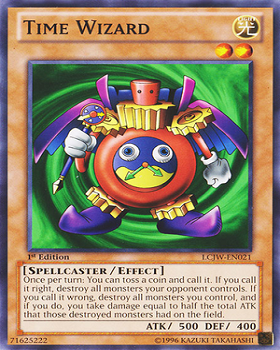 TIME WIZARD
光
1st Edition
LCJW-EN021
[SPELLCASTER / EFFECT]
Once per turn: You can toss a coin and call it. If you
call it right, destroy all monsters your opponent controls. If
you call it wrong, destroy all monsters you control, and
if you do, you take damage equal to half the total ATK
that those destroyed monsters had on the field.
ATK/ 500 DEF/ 400
71625222
©1996 KAZUKI TAKAHASHI